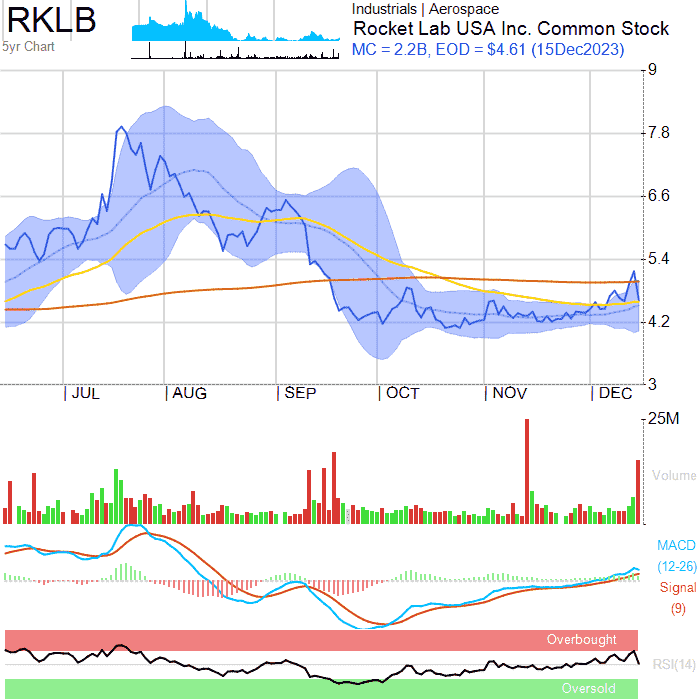 RKLB
5yr Chart
Industrials | Aerospace
Rocket Lab USA Inc. Common Stock
MC = 2.2B, EOD = $4.61 (15Dec2023)
9
7.8
6.6
5.4
4.2
3
JUL AUG SEP OCT NOV DEC
25M
Volume
MACD
(12-26)
Signal
(9)
Overbought
RSI(14)
Oversold